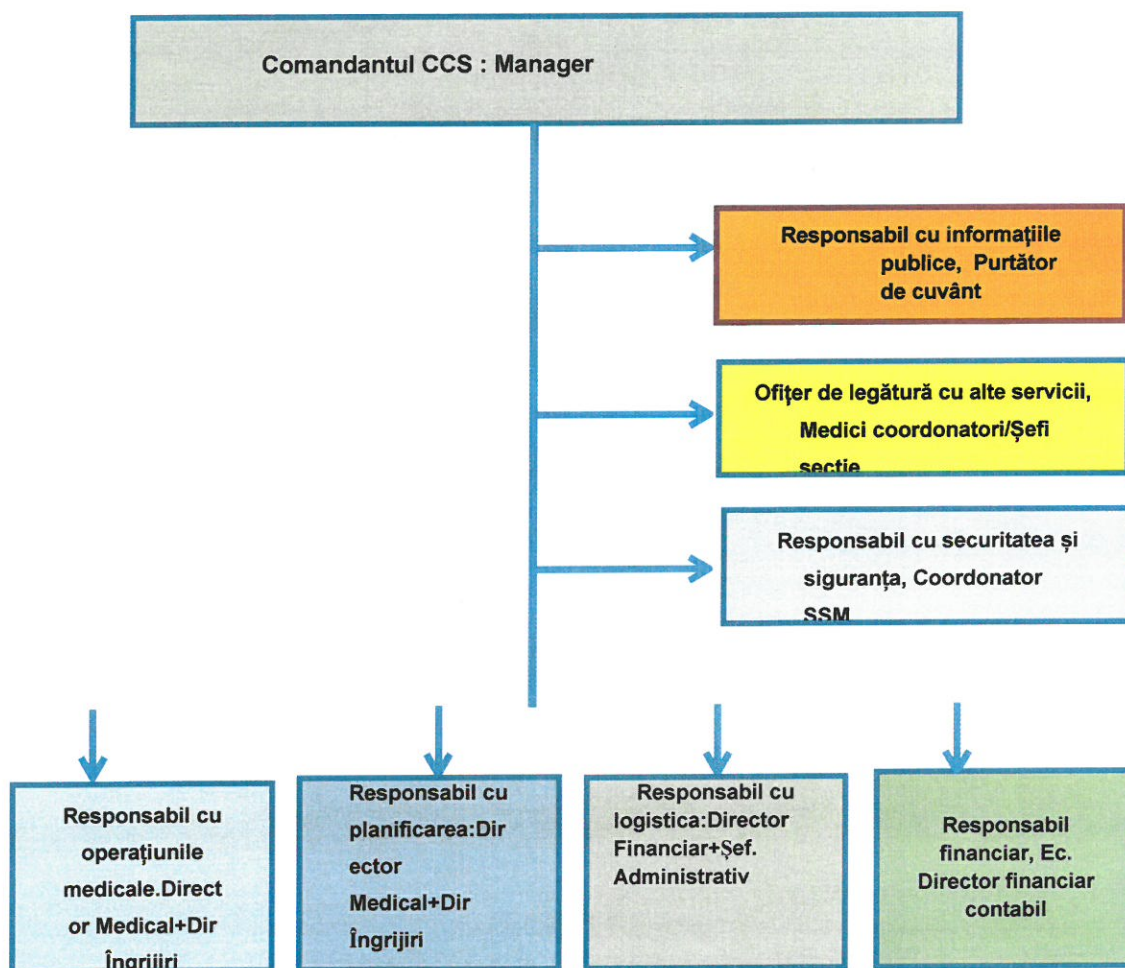 Comandantul CCS : Manager
Responsabil cu informațiile
publice, Purtător
de cuvânt
Ofițer de legătură cu alte servicii,
Medici coordonatori/Șefi
secție
Responsabil cu securitatea și
siguranța, Coordonator
SSM
Responsabil cu
operațiunile
medicale.Direct
or Medical+Dir
Îngrijiri
Responsabil cu
planificarea:Dir
ector
Medical+Dir
Îngrijiri
Responsabil cu
logistica:Director
Financiar+Șef.
Administrativ
Responsabil
financiar, Ec.
Director financiar
contabil